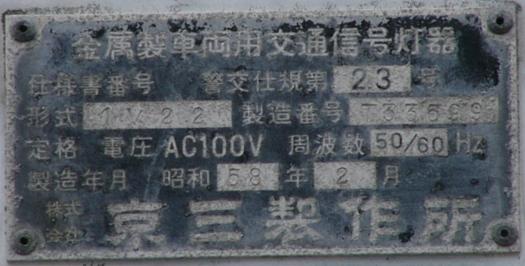 金属製車両用交通信号灯器
仕様書番号 警交仕規第 23 号
形式 1V22 製造番号 T33699
定格 電圧 AC100V 周波数 50/60 Hz
製造年月 昭和 58 年 2 月
株式会社 京三製作所